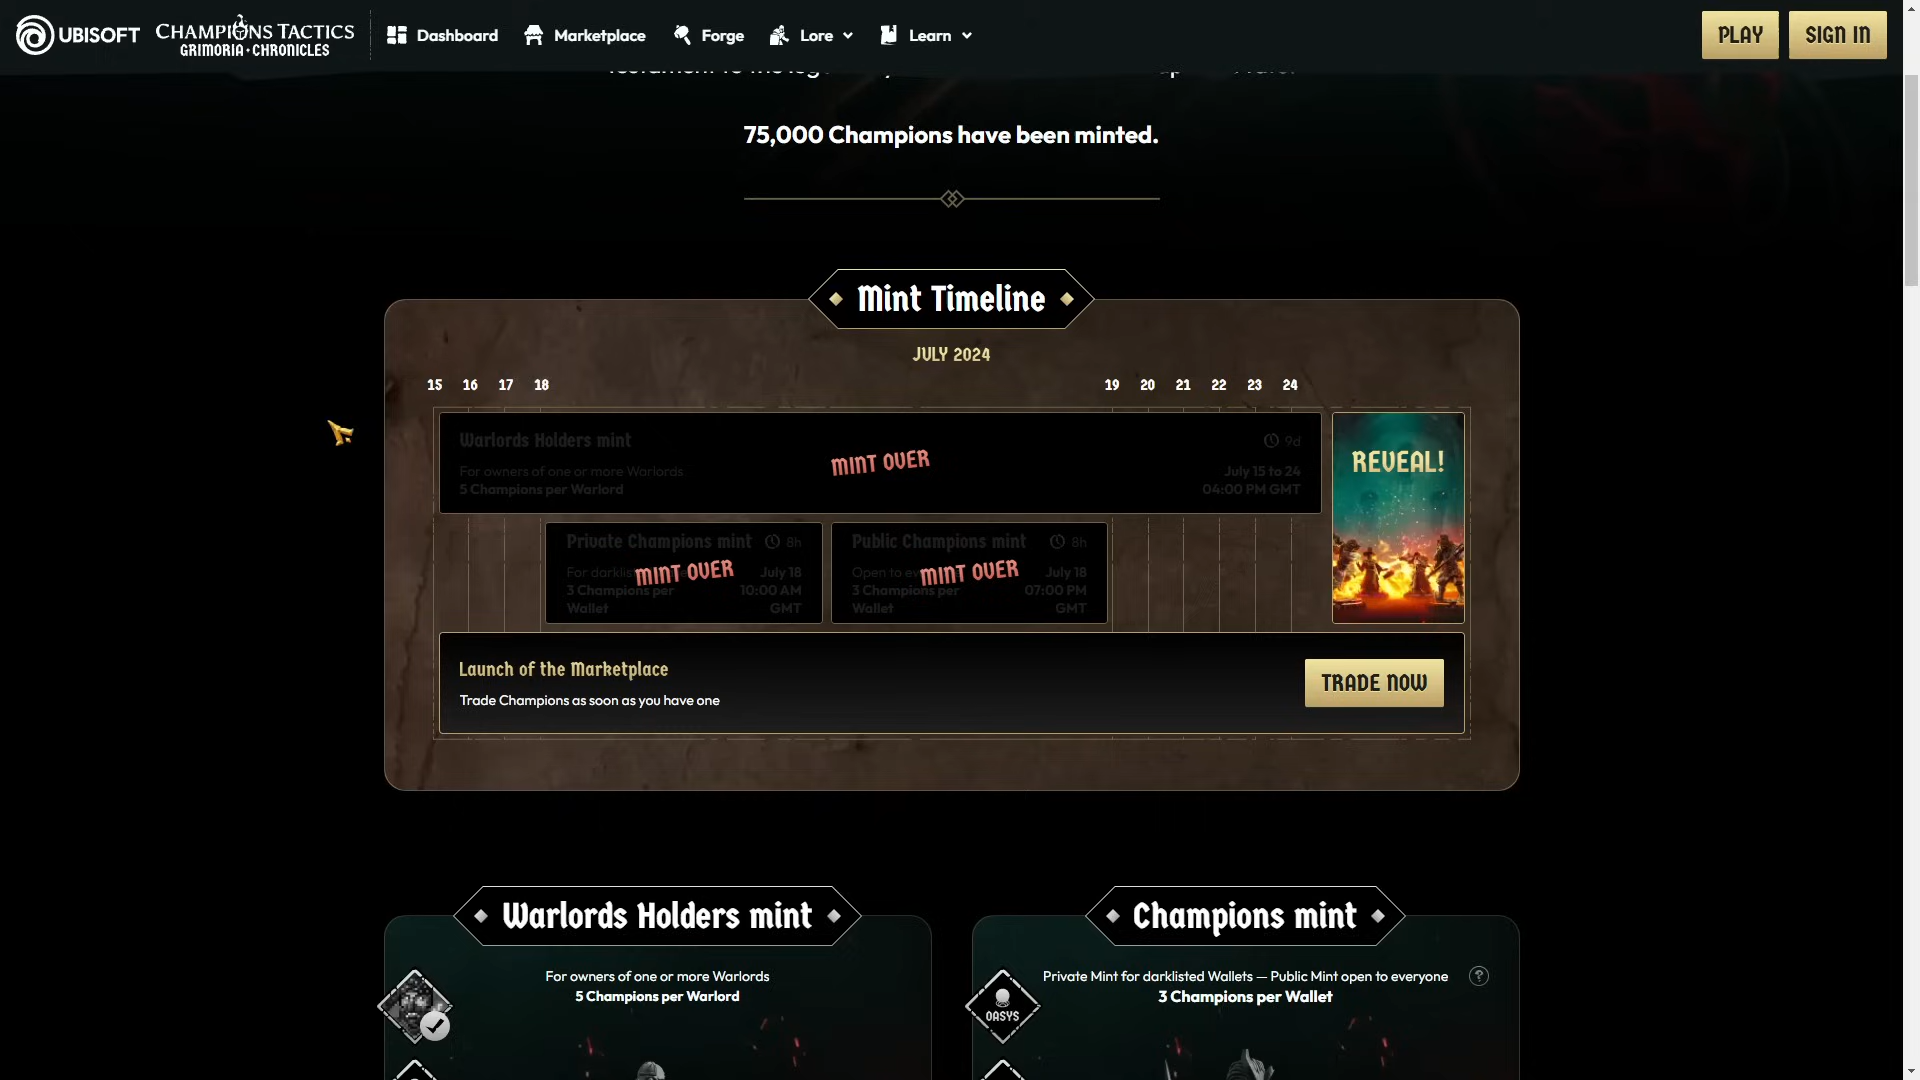 UBISOFT
CHAMPIONS TACTICS
GRIMORIA • CHRONICLES
Dashboard
Marketplace
Forge
Lore
Learn
PLAY
SIGN IN
75,000 Champions have been minted.
Mint Timeline
JULY 2024
15 16 17 18 19 20 21 22 23 24
Warlords Holders mint
9d
For owners of one or more Warlords
5 Champions per Warlord
MINT OVER
July 15 to 24
04:00 PM GMT
REVEAL!
Private Champions mint
8h
For
MINT OVER
July 18
3 Champions per
Wallet
10:00 AM
GMT
Public Champions mint
8h
Open to
MINT OVER
July 18
3 Champions per
Wallet
07:00 PM
GMT
Launch of the Marketplace
Trade Champions as soon as you have one
TRADE NOW
Warlords Holders mint
For owners of one or more Warlords
5 Champions per Warlord
Champions mint
Private Mint for darklisted Wallets — Public Mint open to everyone
?
3 Champions per Wallet
OASYS